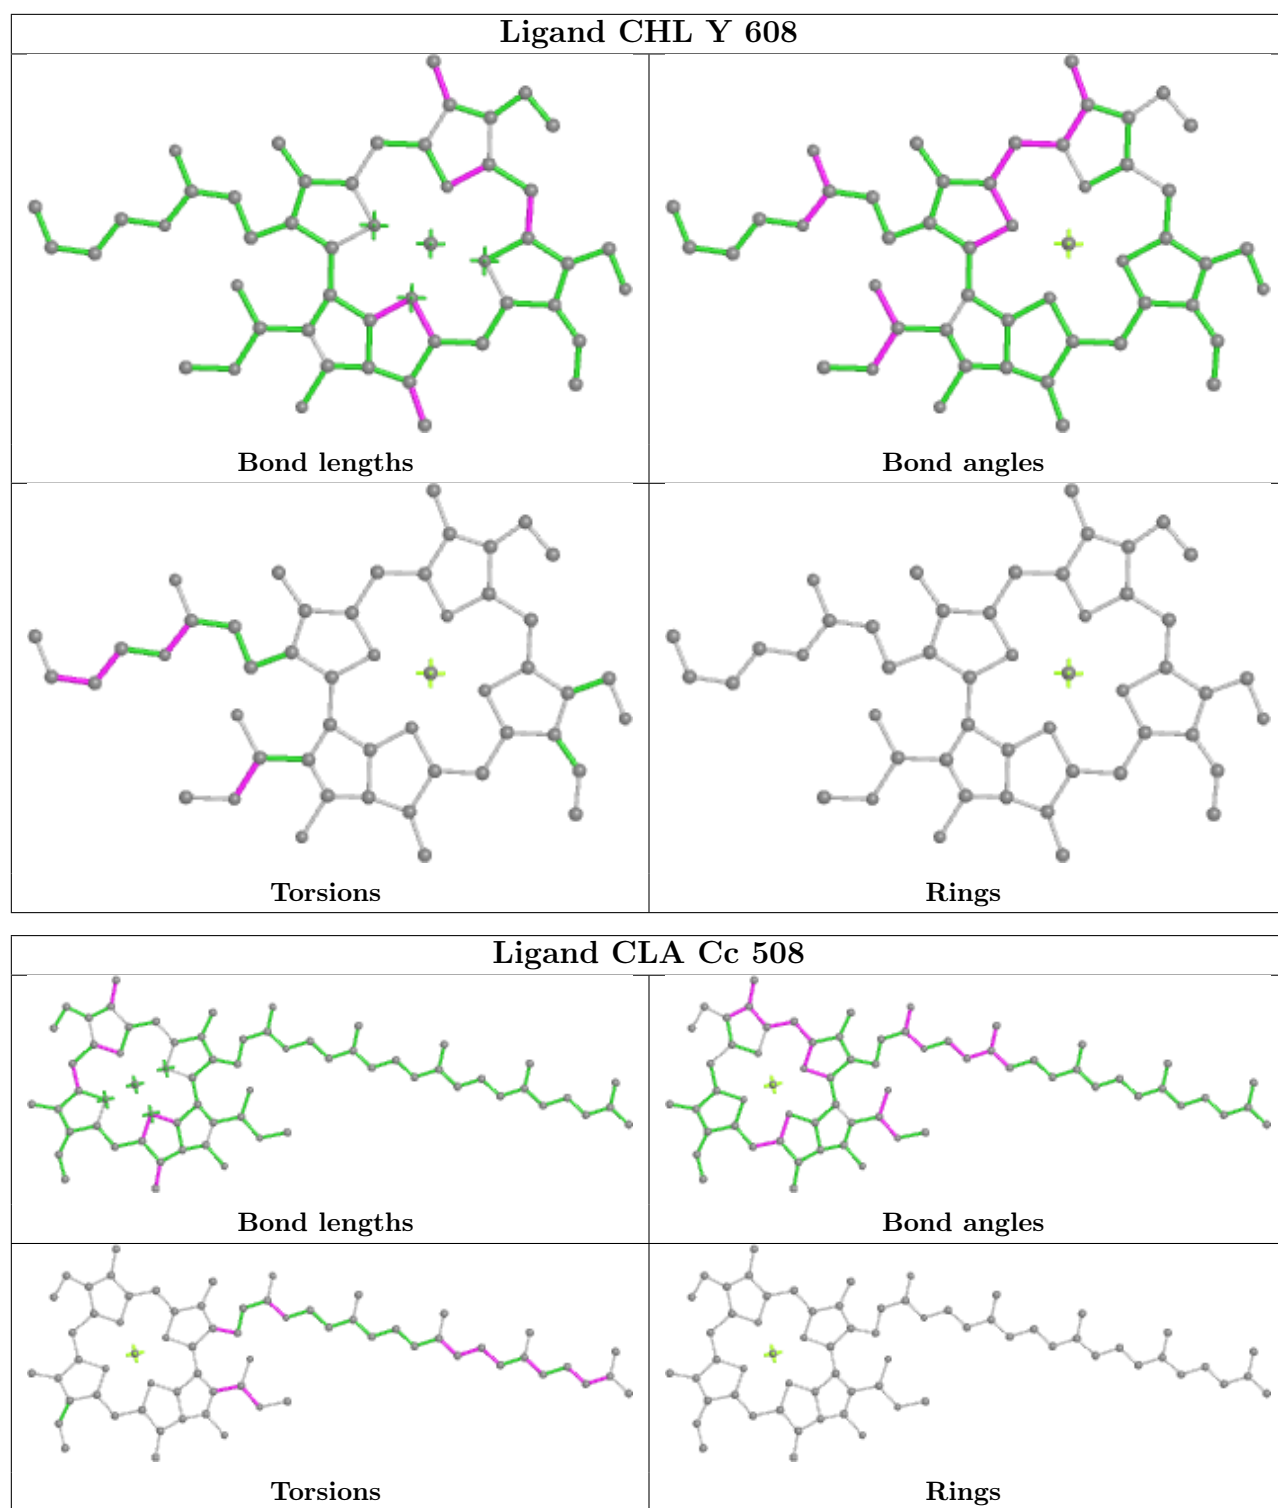 Ligand CHL Y 608
Bond lengths
Bond angles
Torsions
Rings
Ligand CLA Cc 508
Bond lengths
Bond angles
Torsions
Rings